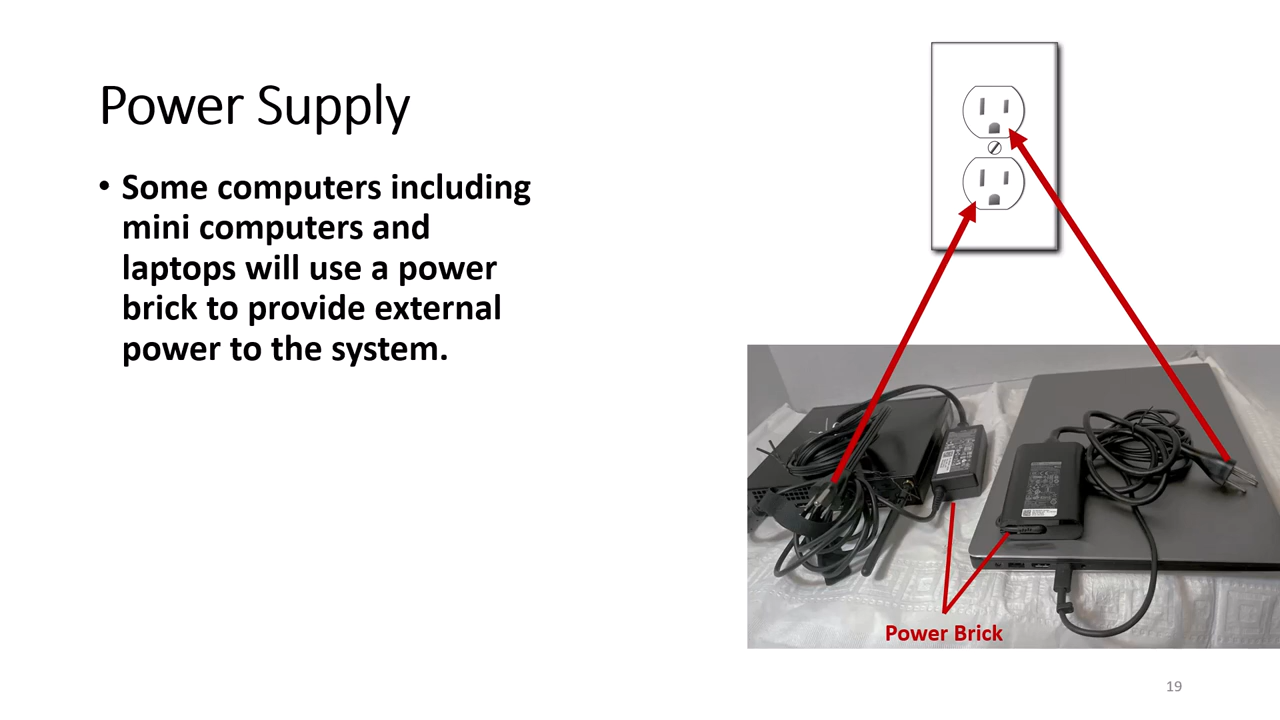 Power Supply
• Some computers including
mini computers and
laptops will use a power
brick to provide external
power to the system.
Power Brick
19